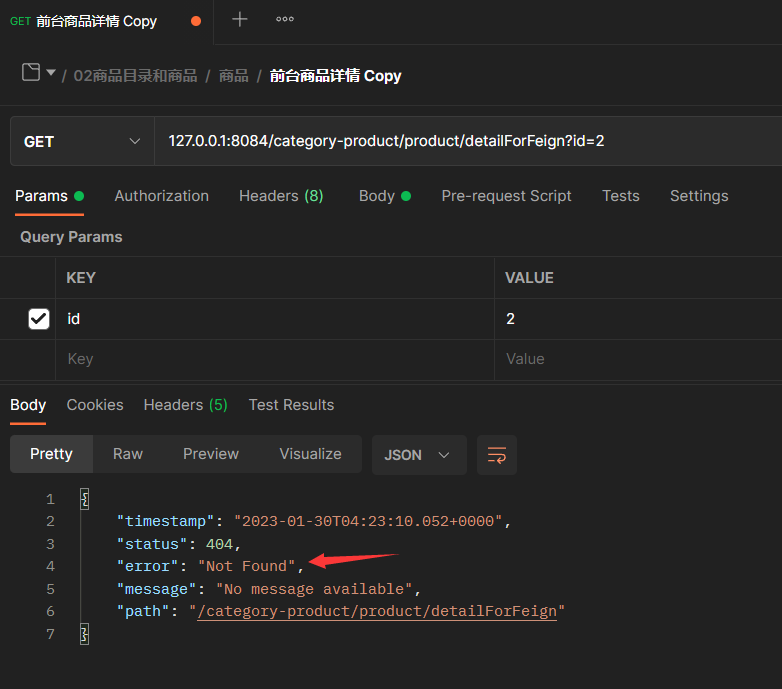 GET 前台商品详情 Copy
/ 02商品目录和商品 / 商品 / 前台商品详情 Copy
GET 127.0.0.1:8084/category-product/product/detailForFeign?id=2
Params Authorization Headers (8) Body Pre-request Script Tests Settings
Query Params
KEY VALUE
id 2
Key Value
Body Cookies Headers (5) Test Results
Pretty Raw Preview Visualize JSON
1 {
2 "timestamp": "2023-01-30T04:23:10.052+0000",
3 "status": 404,
4 "error": "Not Found",
5 "message": "No message available",
6 "path": "/category-product/product/detailForFeign"
7 }